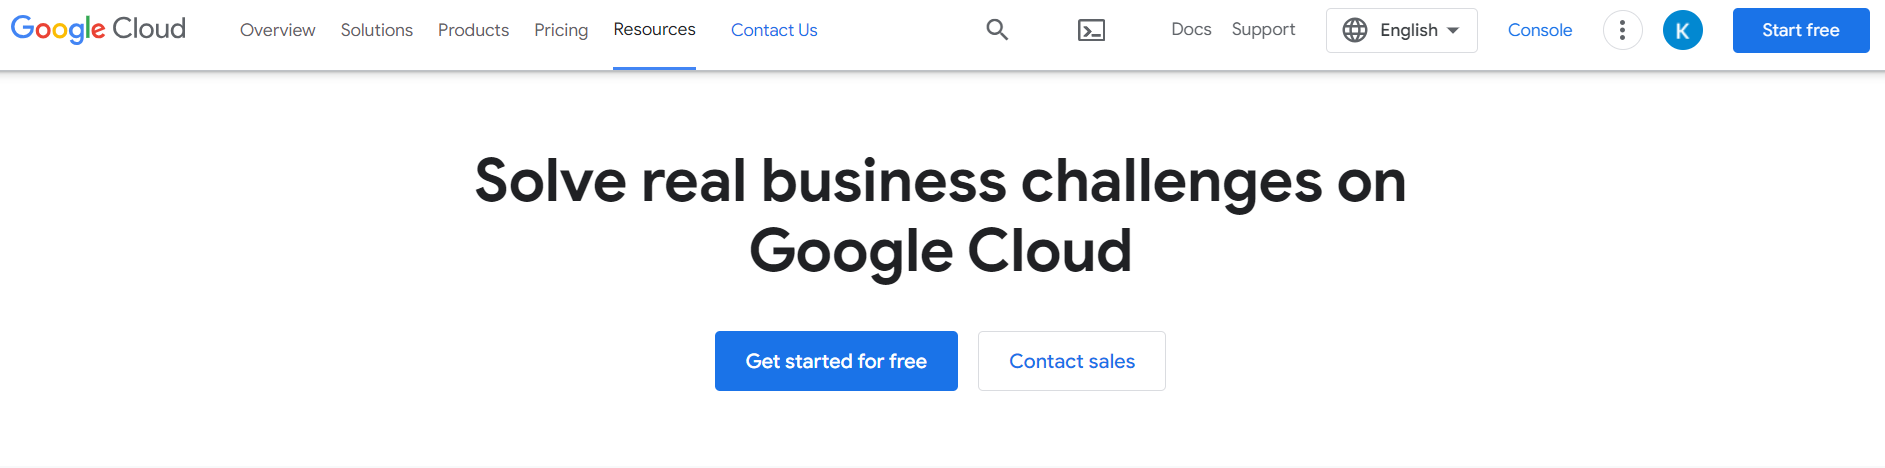 Google Cloud Overview Solutions Products Pricing Resources Contact Us Docs Support English Console K Start free
Solve real business challenges on
Google Cloud
Get started for free Contact sales